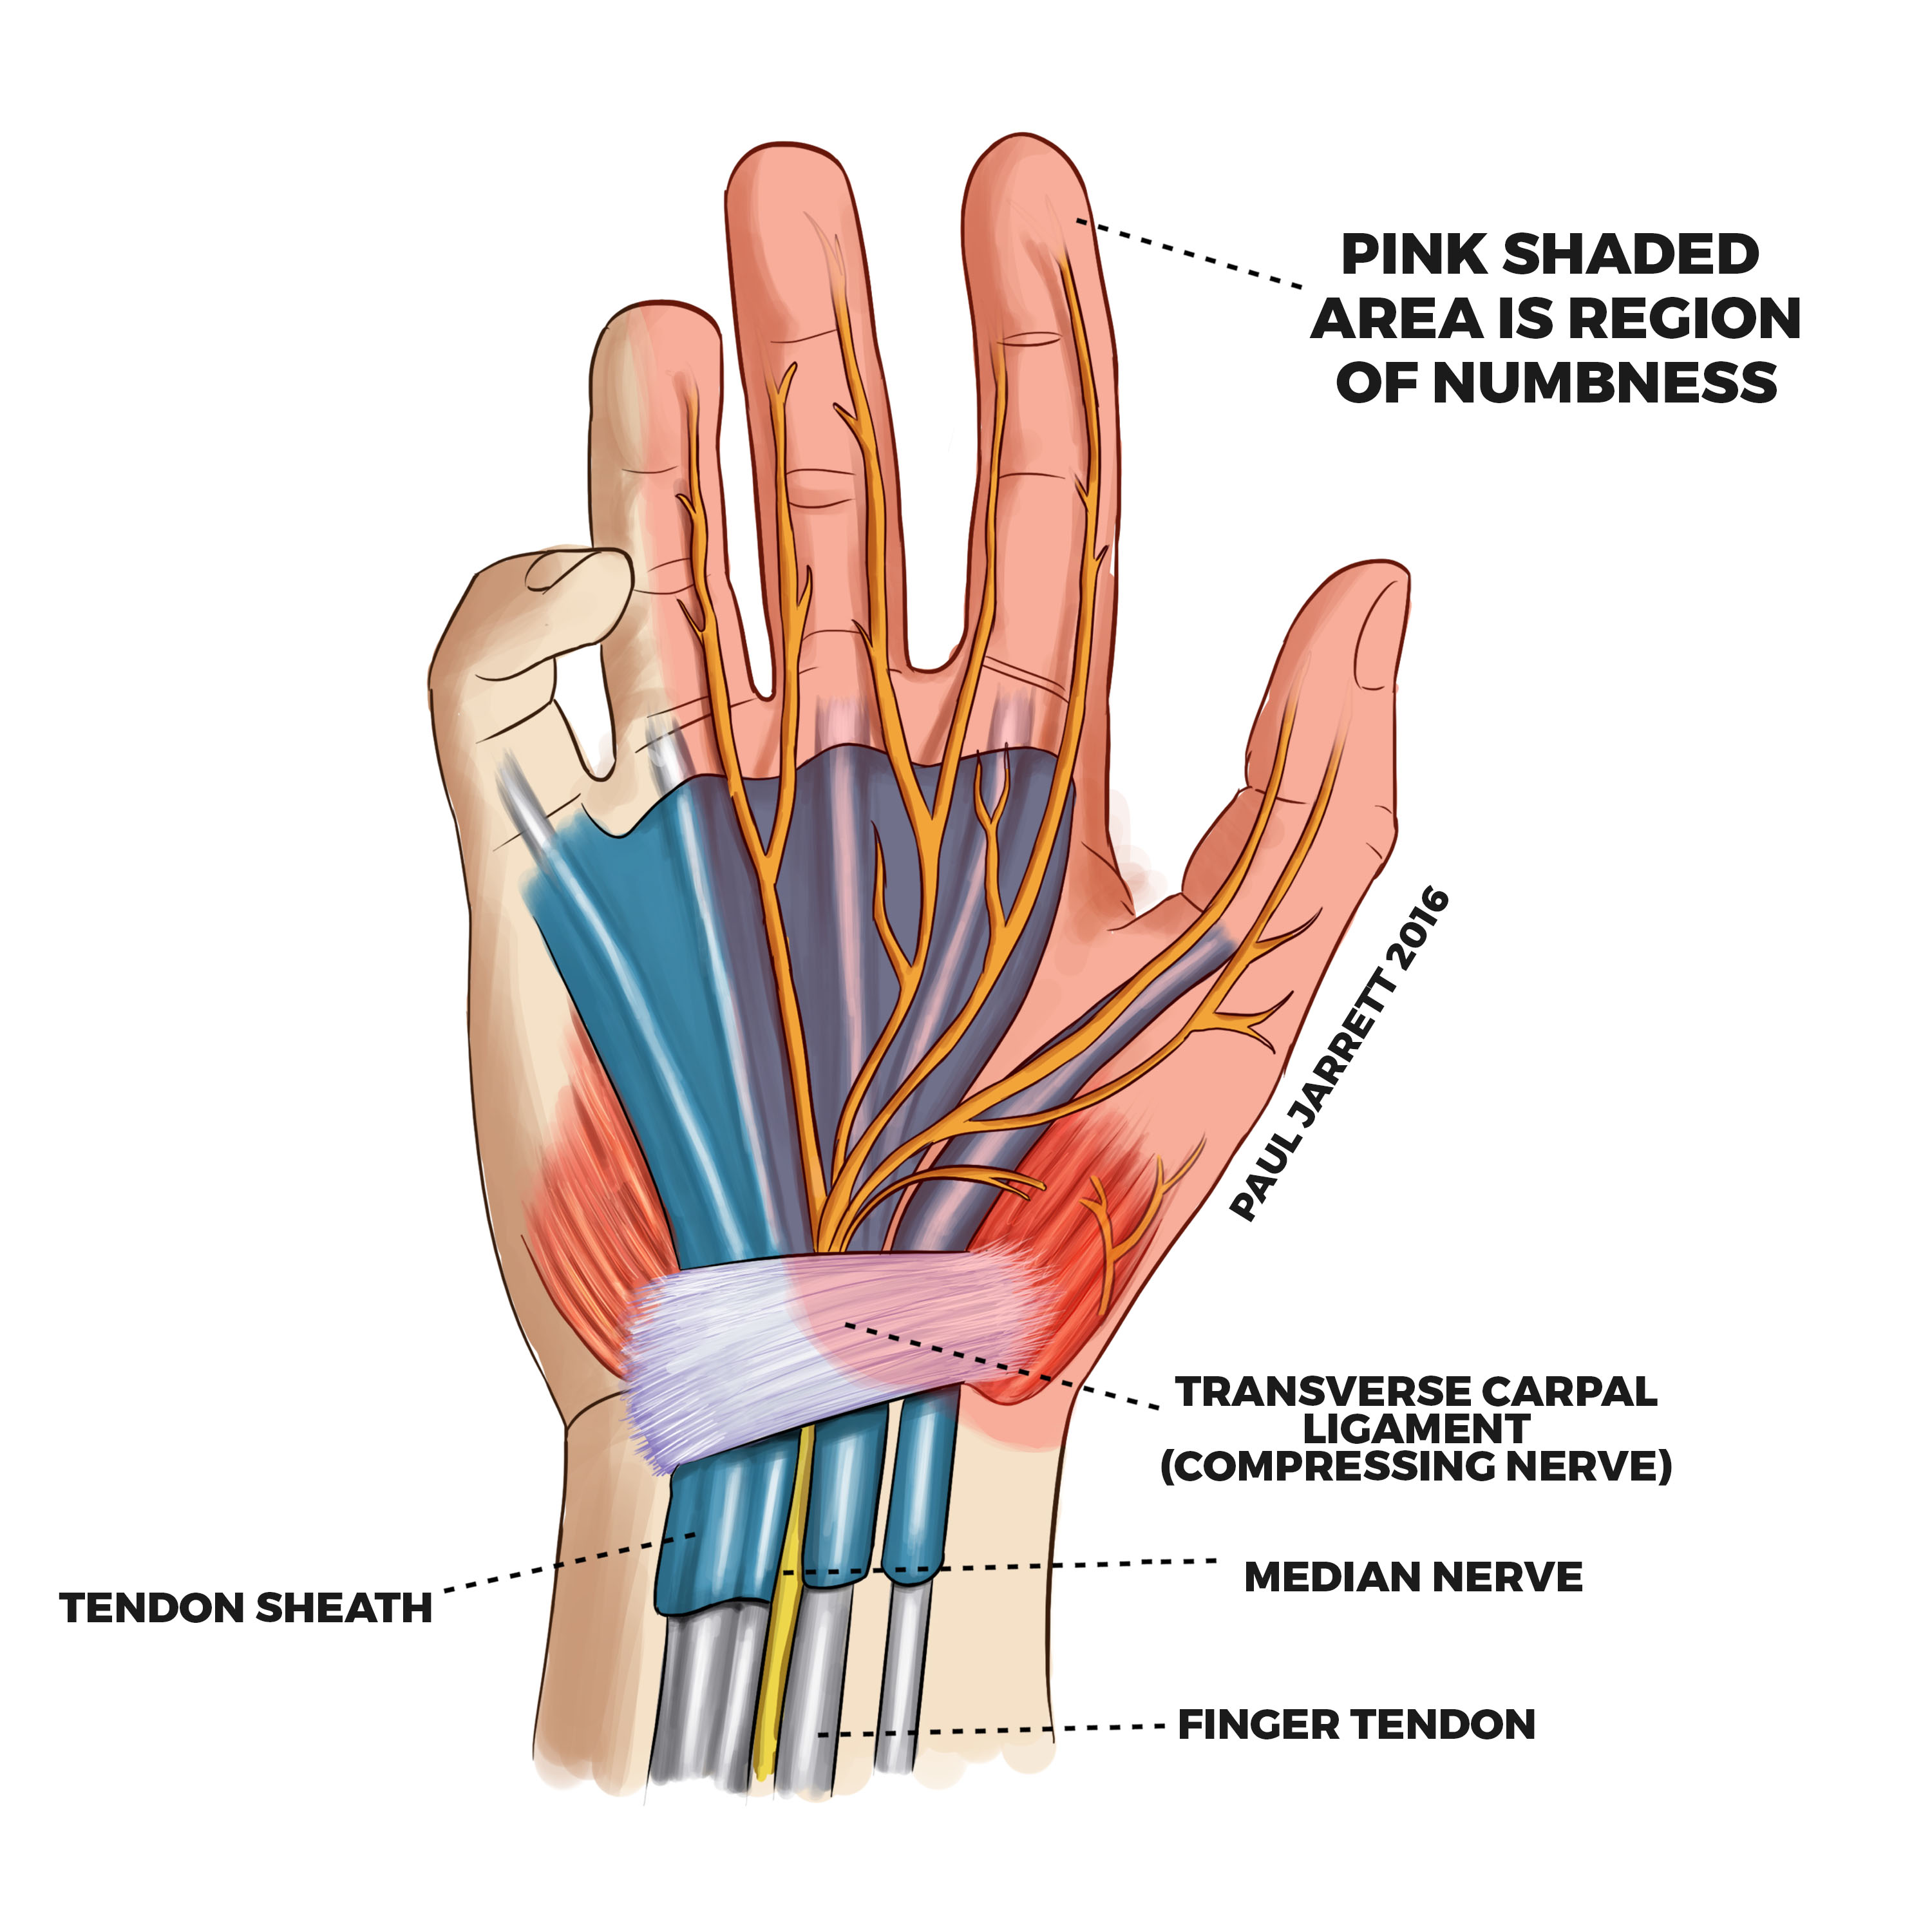 PINK SHADED
AREA IS REGION
OF NUMBNESS
PAUL JARRETT 2016
TRANSVERSE CARPAL
LIGAMENT
(COMPRESSING NERVE)
MEDIAN NERVE
TENDON SHEATH
FINGER TENDON